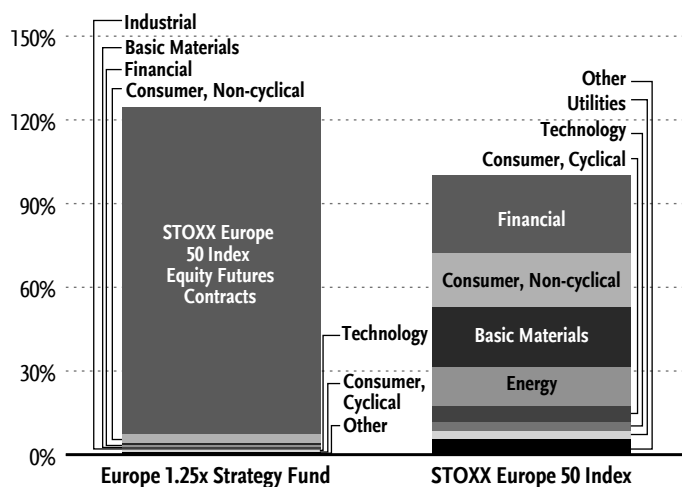 Industrial
150%
Basic Materials
Financial
Consumer, Non-cyclical
Other
Utilities
Technology
Consumer, Cyclical
120%
90%
60%
30%
0%
STOXX Europe
50 Index
Equity Futures
Contracts
Technology
Consumer,
Cyclical
Other
Financial
Consumer, Non-cyclical
Basic Materials
Energy
Europe 1.25x Strategy Fund
STOXX Europe 50 Index